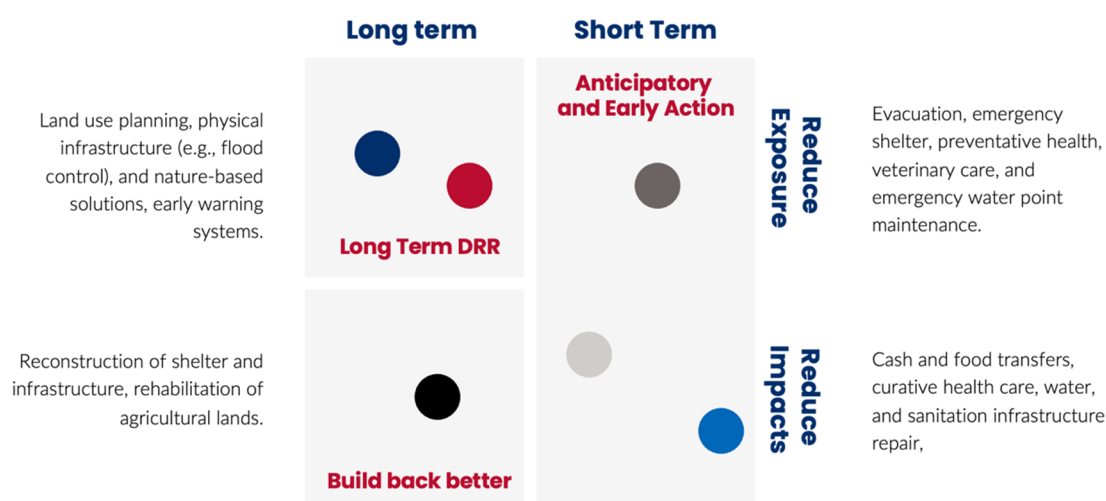 Long term
Short Term
Land use planning, physical
infrastructure (e.g., flood
control), and nature-based
solutions, early warning
systems.
Long Term DRR
Anticipatory
and Early Action
Reduce
Exposure
Evacuation, emergency
shelter, preventative health,
veterinary care, and
emergency water point
maintenance.
Reconstruction of shelter and
infrastructure, rehabilitation of
agricultural lands.
Build back better
Reduce
Impacts
Cash and food transfers,
curative health care, water,
and sanitation infrastructure
repair,